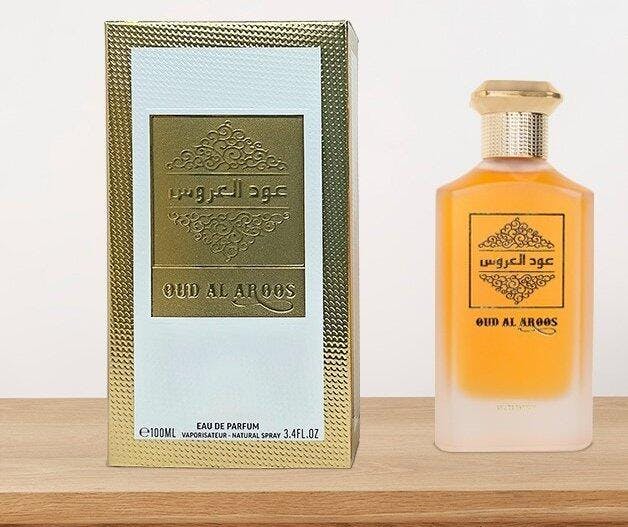 عود العروس
OUD AL AROOS
EAU DE PARFUM
℮100ML VAPORISATEUR - NATURAL SPRAY 3.4FL.OZ
عود العروس
OUD AL AROOS